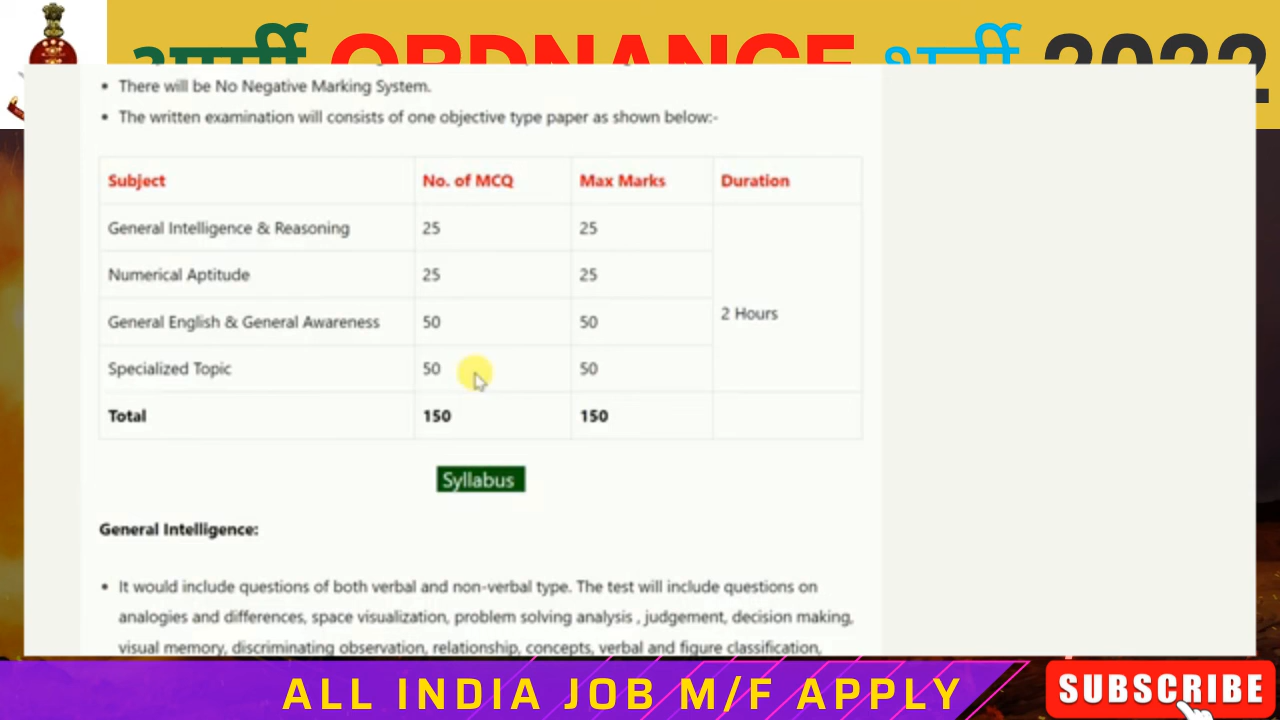 आर्मी ORDNANCE भर्ती 2022
• There will be No Negative Marking System.
• The written examination will consists of one objective type paper as shown below:-
Subject No. of MCQ Max Marks Duration
General Intelligence & Reasoning 25 25
Numerical Aptitude 25 25
2 Hours
General English & General Awareness 50 50
Specialized Topic 50 50
Total 150 150
Syllabus
General Intelligence:
• It would include questions of both verbal and non-verbal type. The test will include questions on
analogies and differences, space visualization, problem solving analysis , judgement, decision making,
visual memory, discriminating observation, relationship, concepts, verbal and figure classification,
ALL INDIA JOB M/F APPLY
SUBSCRIBE